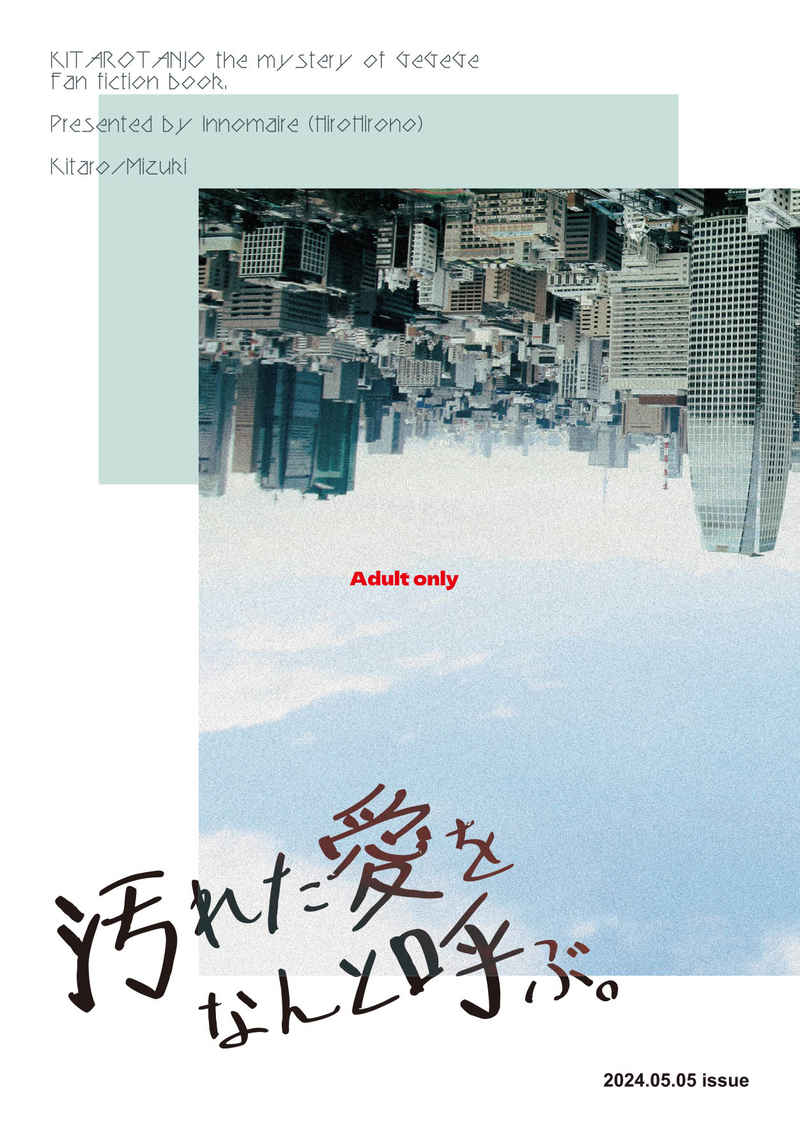 KITAROTANJO the mystery of GeGeGe
Fan fiction book.
Presented by Innomaire (HiroHirono)
Kitaro/Mizuki
Adult only
汚れた愛を
なんと呼ぶ。
2024.05.05 issue